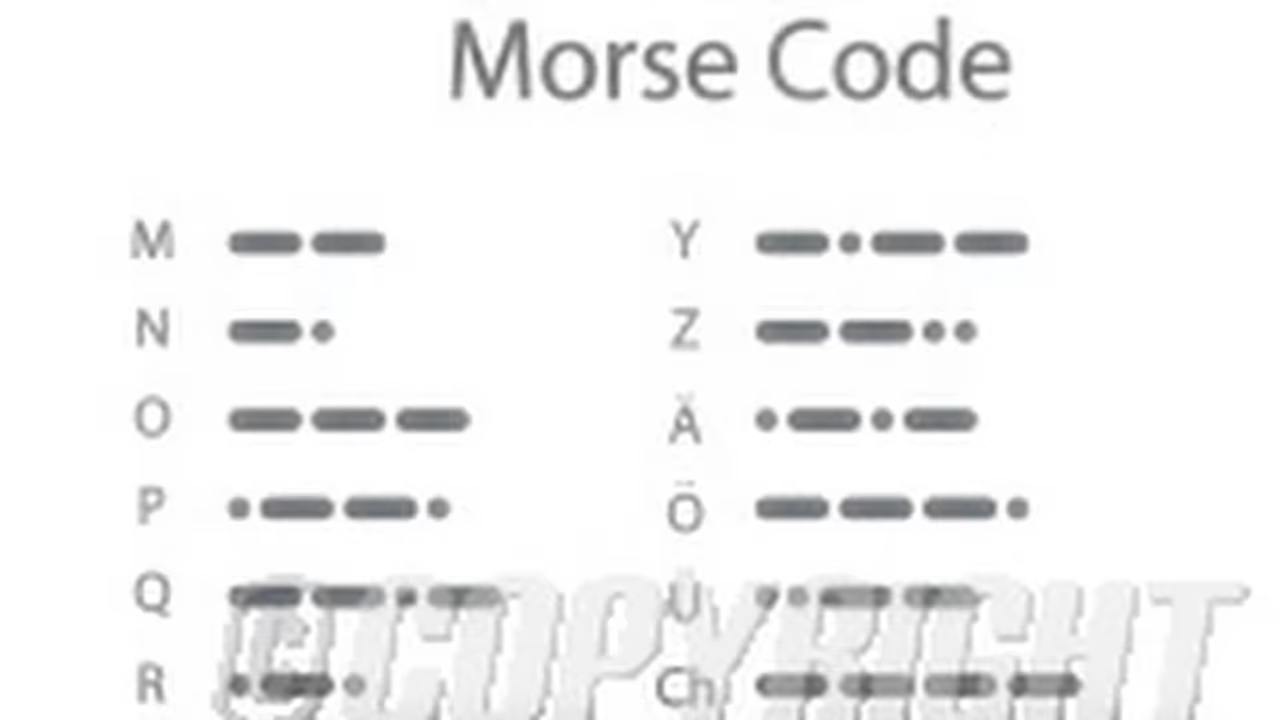 Morse Code
M −− Y −·−−
N −· Z −−··
O −−− Ä ·−·−
P ·−−· Ö −−−·
Q −−·− Ü ··−−
R ·−· Ch −−−−
©COPYRIGHT